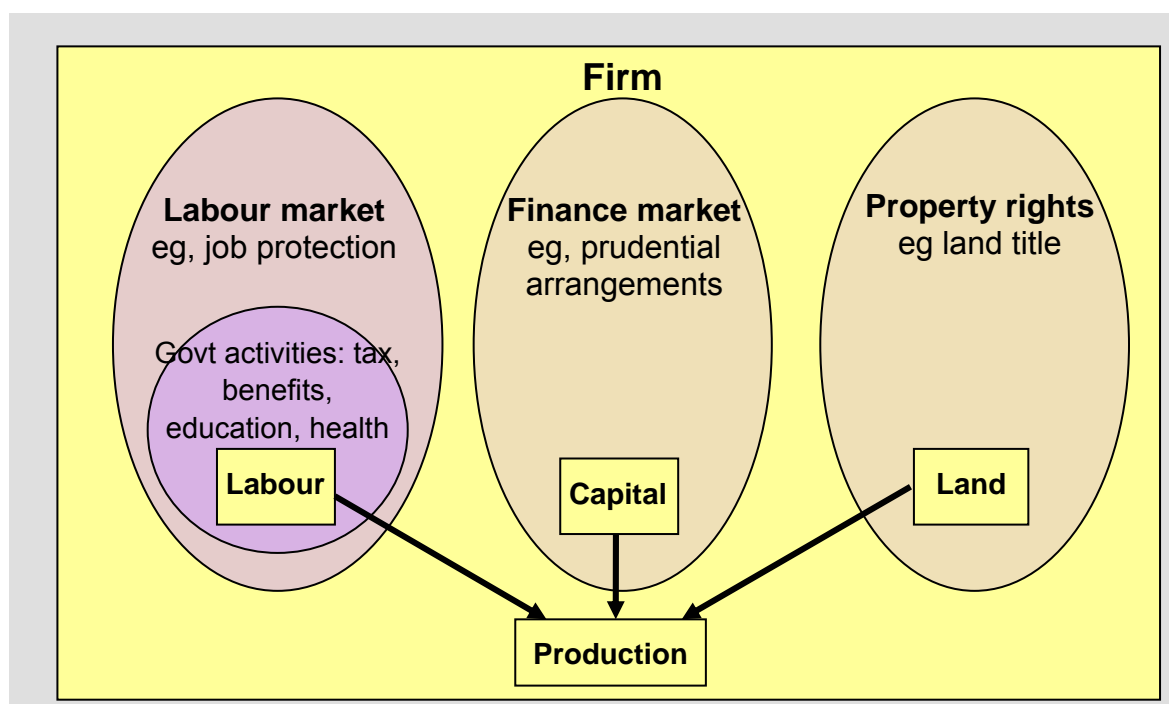 Firm
Labour market
eg, job protection
Finance market
eg, prudential
arrangements
Property rights
eg land title
Govt activities: tax,
benefits,
education, health
Labour
Capital
Land
Production